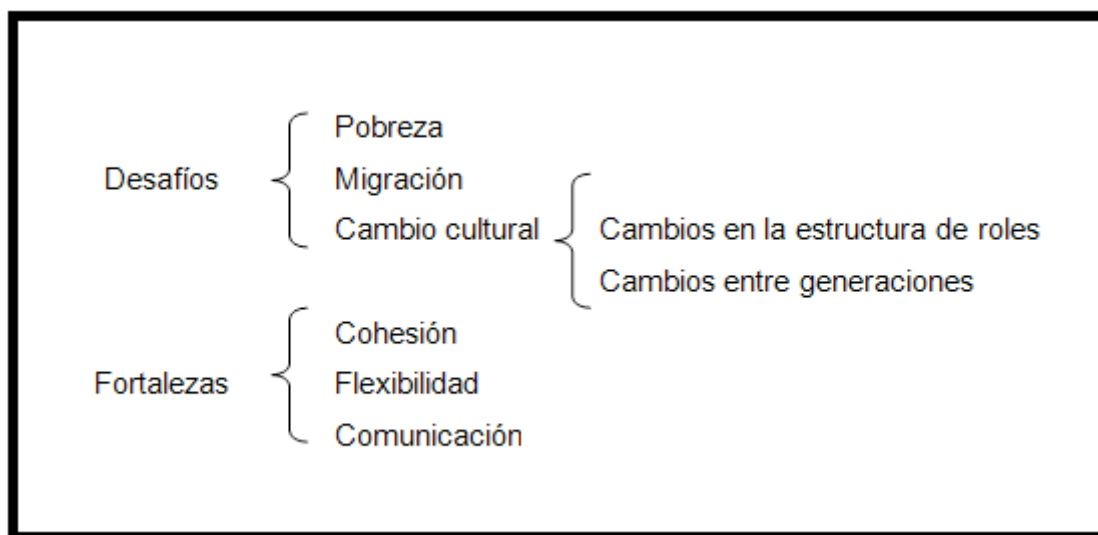 Desafíos
Pobreza
Migración
Cambio cultural
Cambios en la estructura de roles
Cambios entre generaciones
Fortalezas
Cohesión
Flexibilidad
Comunicación